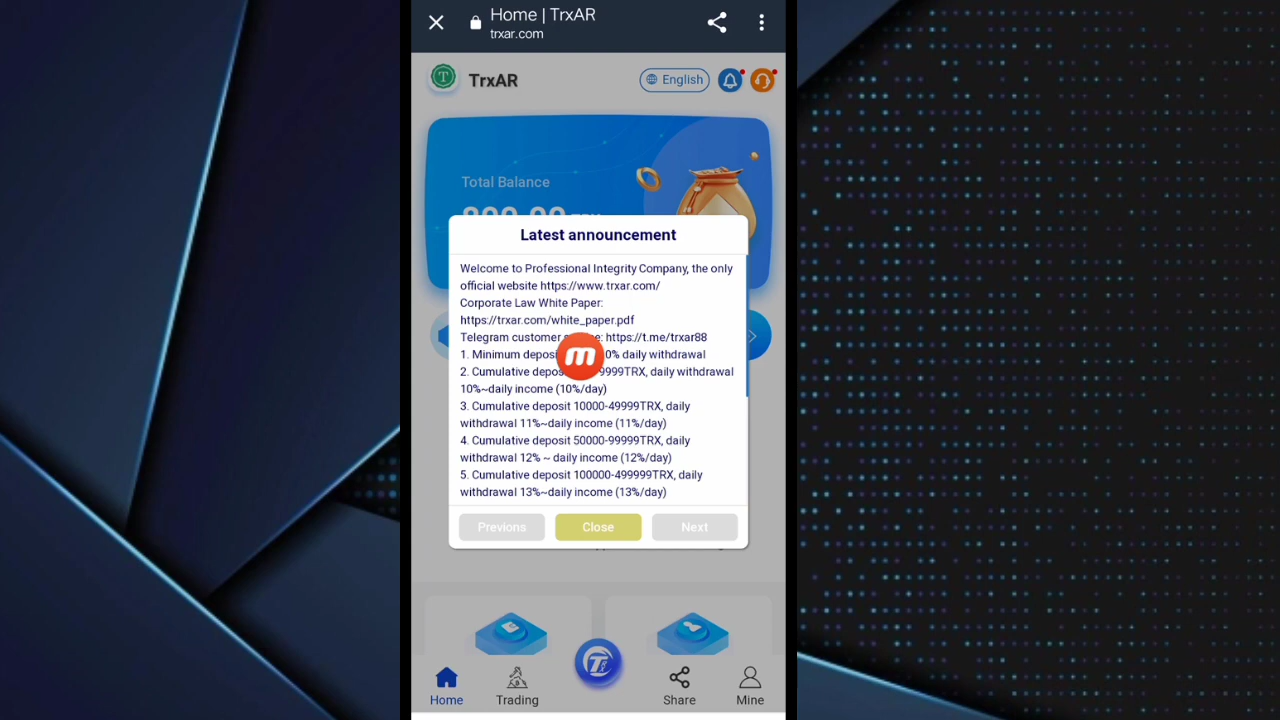 Home | TrxAR
trxar.com
TrxAR
English
Total Balance
Latest announcement
Welcome to Professional Integrity Company, the only
official website https://www.trxar.com/
Corporate Law White Paper:
https://trxar.com/white_paper.pdf
Telegram customer : https://t.me/trxar88
1. Minimum 0% daily withdrawal
2. Cumulative 9999TRX, daily withdrawal
10%~daily income (10%/day)
3. Cumulative deposit 10000-49999TRX, daily
withdrawal 11%~daily income (11%/day)
4. Cumulative deposit 50000-99999TRX, daily
withdrawal 12% ~ daily income (12%/day)
5. Cumulative deposit 100000-499999TRX, daily
withdrawal 13%~daily income (13%/day)
Previons
Close
Next
Home
Trading
Share
Mine